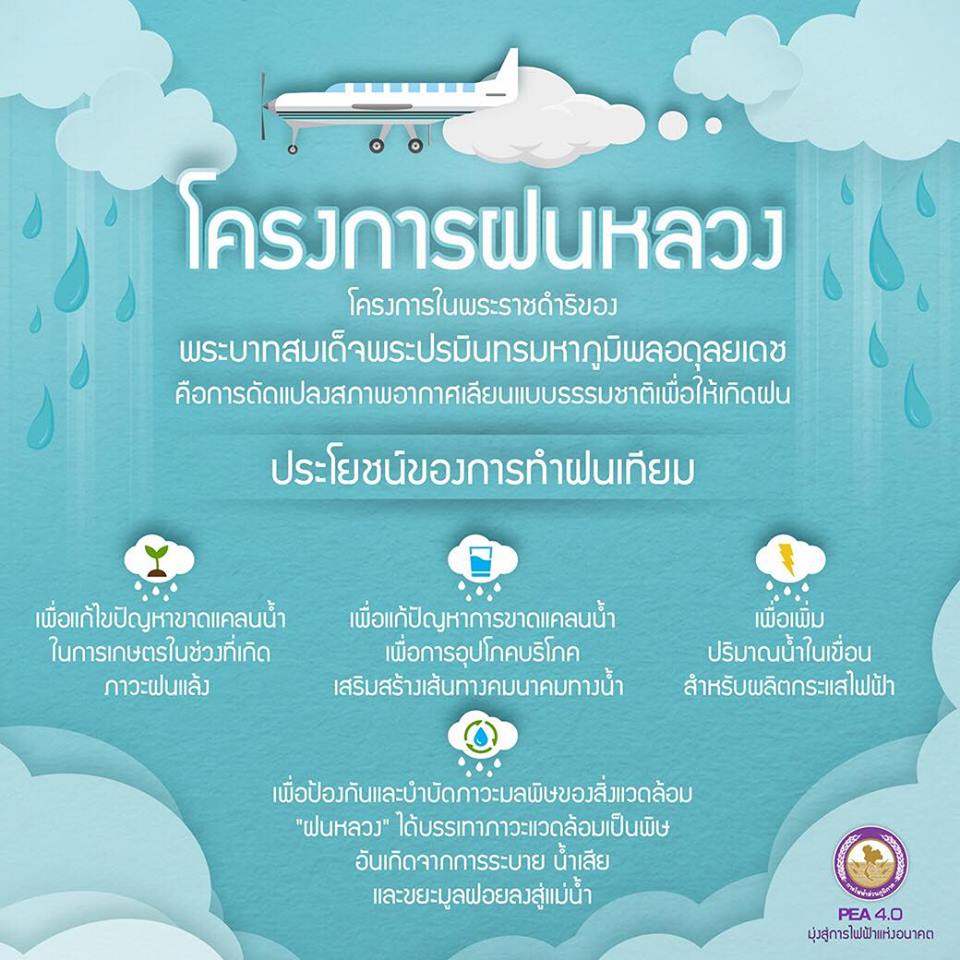 โครงการฝนหลวง
โครงการในพระราชดำริของ
พระบาทสมเด็จพระปรมินทรมหาภูมิพลอดุลยเดช
คือการดัดแปลงสภาพอากาศเลียนแบบธรรมชาติเพื่อให้เกิดฝน
ประโยชน์ของการทำฝนเทียม
เพื่อแก้ไขปัญหาขาดแคลนน้ำ
ในการเกษตรในช่วงที่เกิด
ภาวะฝนแล้ง
เพื่อแก้ปัญหาการขาดแคลนน้ำ
เพื่อการอุปโภคบริโภค
เสริมสร้างเส้นทางคมนาคมทางน้ำ
เพื่อเพิ่ม
ปริมาณน้ำในเขื่อน
สำหรับผลิตกระแสไฟฟ้า
เพื่อป้องกันและบำบัดภาวะมลพิษของสิ่งแวดล้อม
"ฝนหลวง" ได้บรรเทาภาวะแวดล้อมเป็นพิษ
อันเกิดจากการระบาย น้ำเสีย
และขยะมูลฝอยลงสู่แม่น้ำ
การไฟฟ้าส่วนภูมิภาค
PEA 4.0
มุ่งสู่การไฟฟ้าแห่งอนาคต